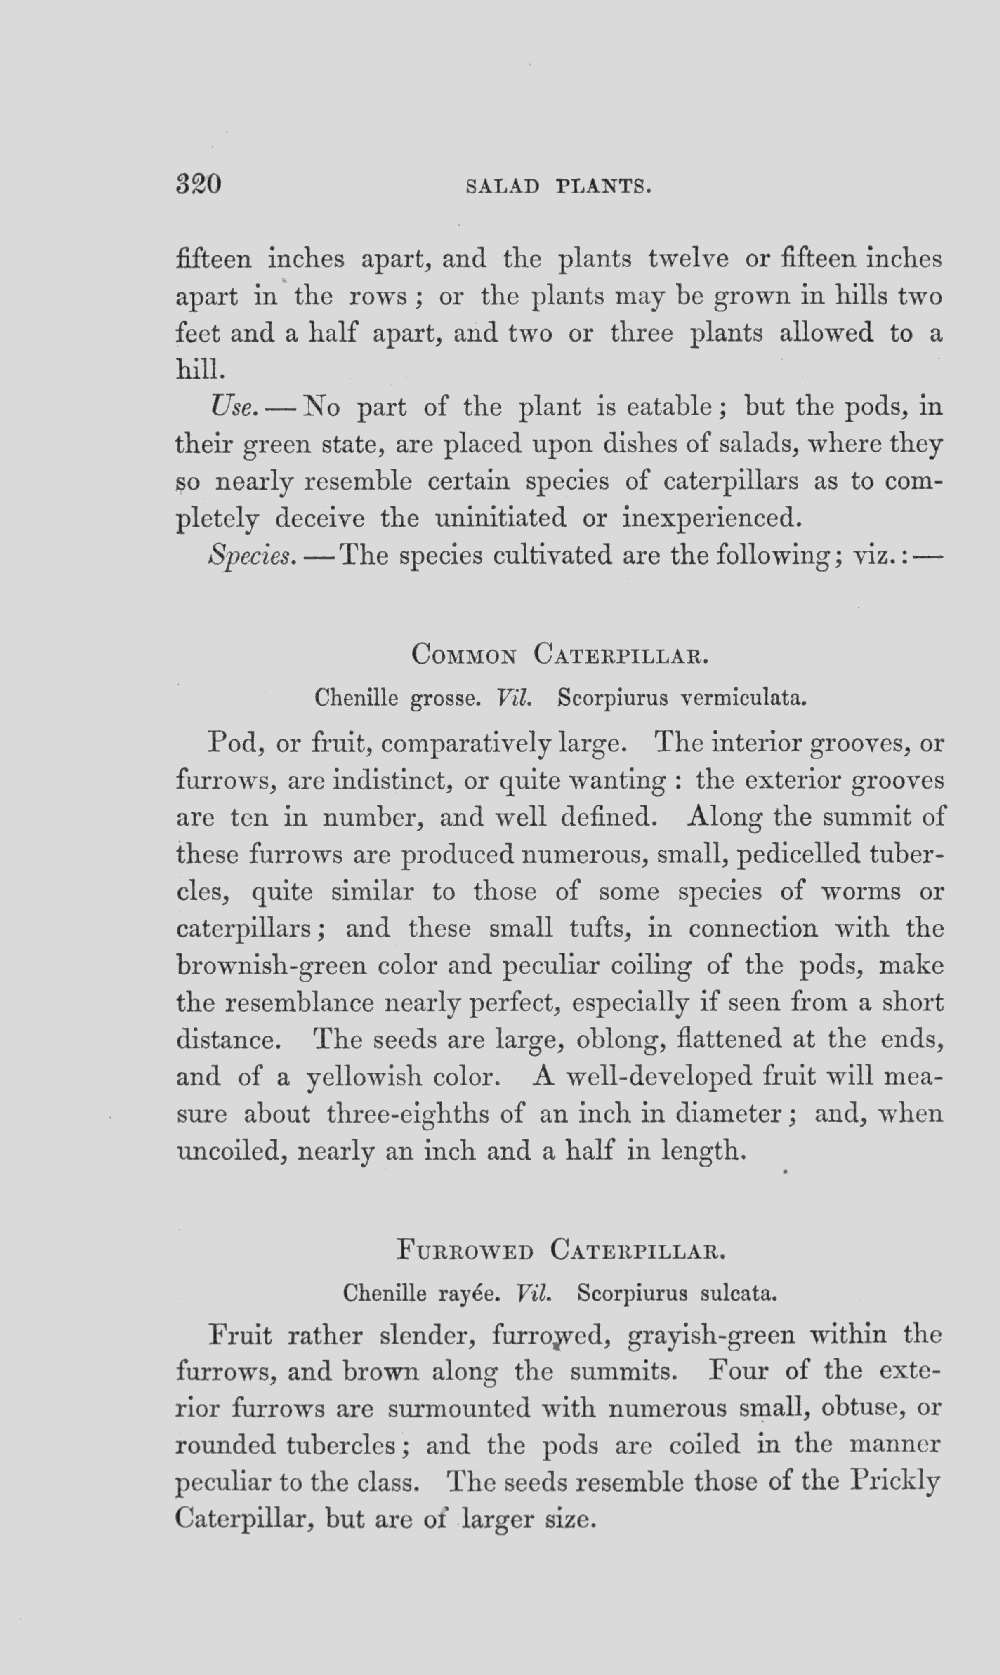 320 SALAD PLANTS.
fifteen inches apart, and the plants twelve or fifteen inches
apart in the rows; or the plants may be grown in hills two
feet and a half apart, and two or three plants allowed to a
hill.
Use.—No part of the plant is eatable; but the pods, in
their green state, are placed upon dishes of salads, where they
so nearly resemble certain species of caterpillars as to com-
pletely deceive the uninitiated or inexperienced.
Species.—The species cultivated are the following; viz.:—
COMMON CATERPILLAR.
Chenille grosse. Vil. Scorpiurus vermiculata.
Pod, or fruit, comparatively large. The interior grooves, or
furrows, are indistinct, or quite wanting: the exterior grooves
are ten in number, and well defined. Along the summit of
these furrows are produced numerous, small, pedicelled tuber-
cles, quite similar to those of some species of worms or
caterpillars; and these small tufts, in connection with the
brownish-green color and peculiar coiling of the pods, make
the resemblance nearly perfect, especially if seen from a short
distance. The seeds are large, oblong, flattened at the ends,
and of a yellowish color. A well-developed fruit will mea-
sure about three-eighths of an inch in diameter; and, when
uncoiled, nearly an inch and a half in length.
FURROWED CATERPILLAR.
Chenille rayée. Vil. Scorpiurus sulcata.
Fruit rather slender, furrowed, grayish-green within the
furrows, and brown along the summits. Four of the exte-
rior furrows are surmounted with numerous small, obtuse, or
rounded tubercles; and the pods are coiled in the manner
peculiar to the class. The seeds resemble those of the Prickly
Caterpillar, but are of larger size.